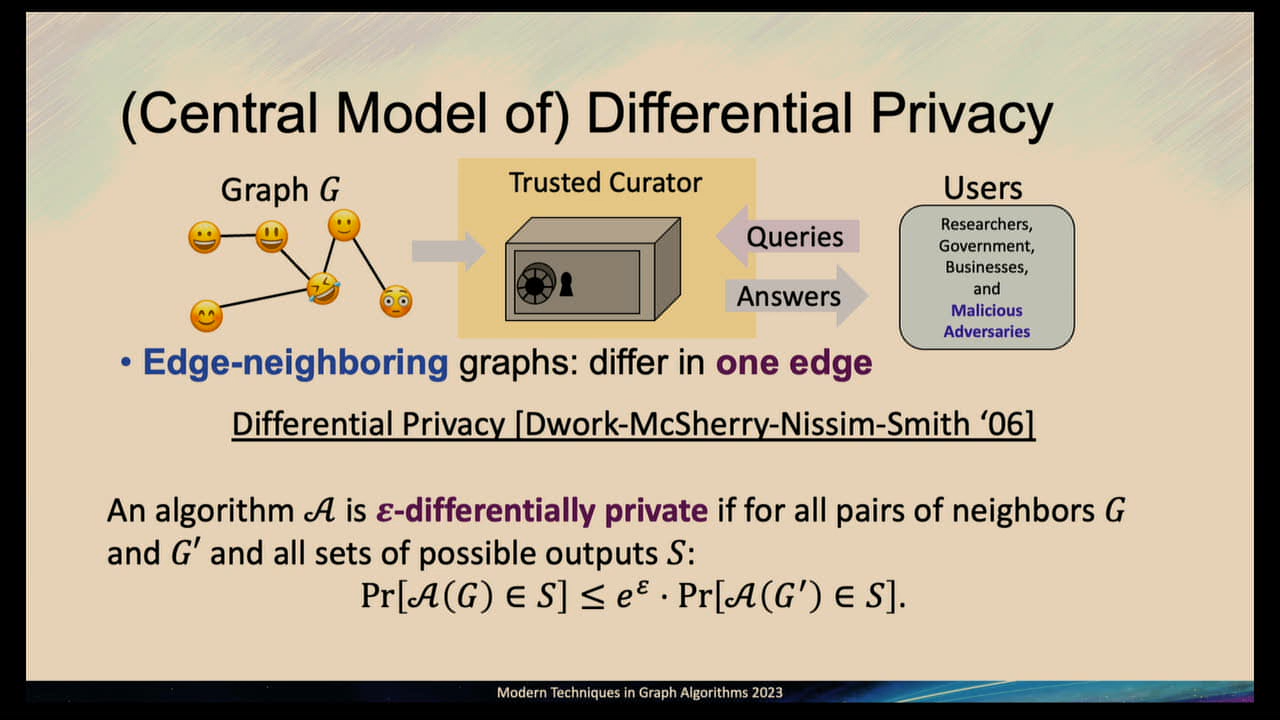 (Central Model of) Differential Privacy
Graph G
Trusted Curator
Queries
Answers
Users
Researchers,
Government,
Businesses,
and
Malicious
Adversaries
• Edge-neighboring graphs: differ in one edge
Differential Privacy [Dwork-McSherry-Nissim-Smith ‘06]
An algorithm 𝒜 is ε-differentially private if for all pairs of neighbors G
and G′ and all sets of possible outputs S:
Pr[𝒜(G) ∈ S] ≤ e^ε · Pr[𝒜(G′) ∈ S].
Modern Techniques in Graph Algorithms 2023